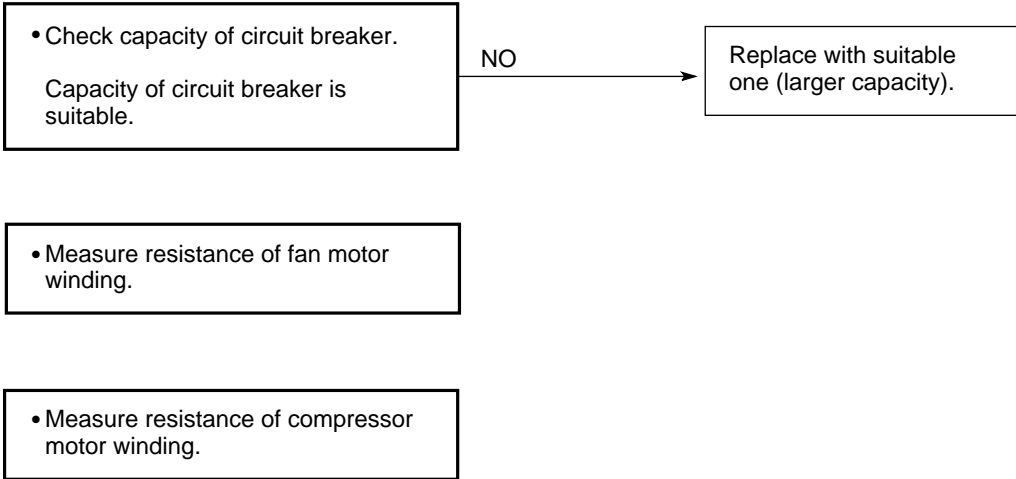 • Check capacity of circuit breaker.
Capacity of circuit breaker is
suitable.
NO
Replace with suitable
one (larger capacity).
• Measure resistance of fan motor
winding.
• Measure resistance of compressor
motor winding.